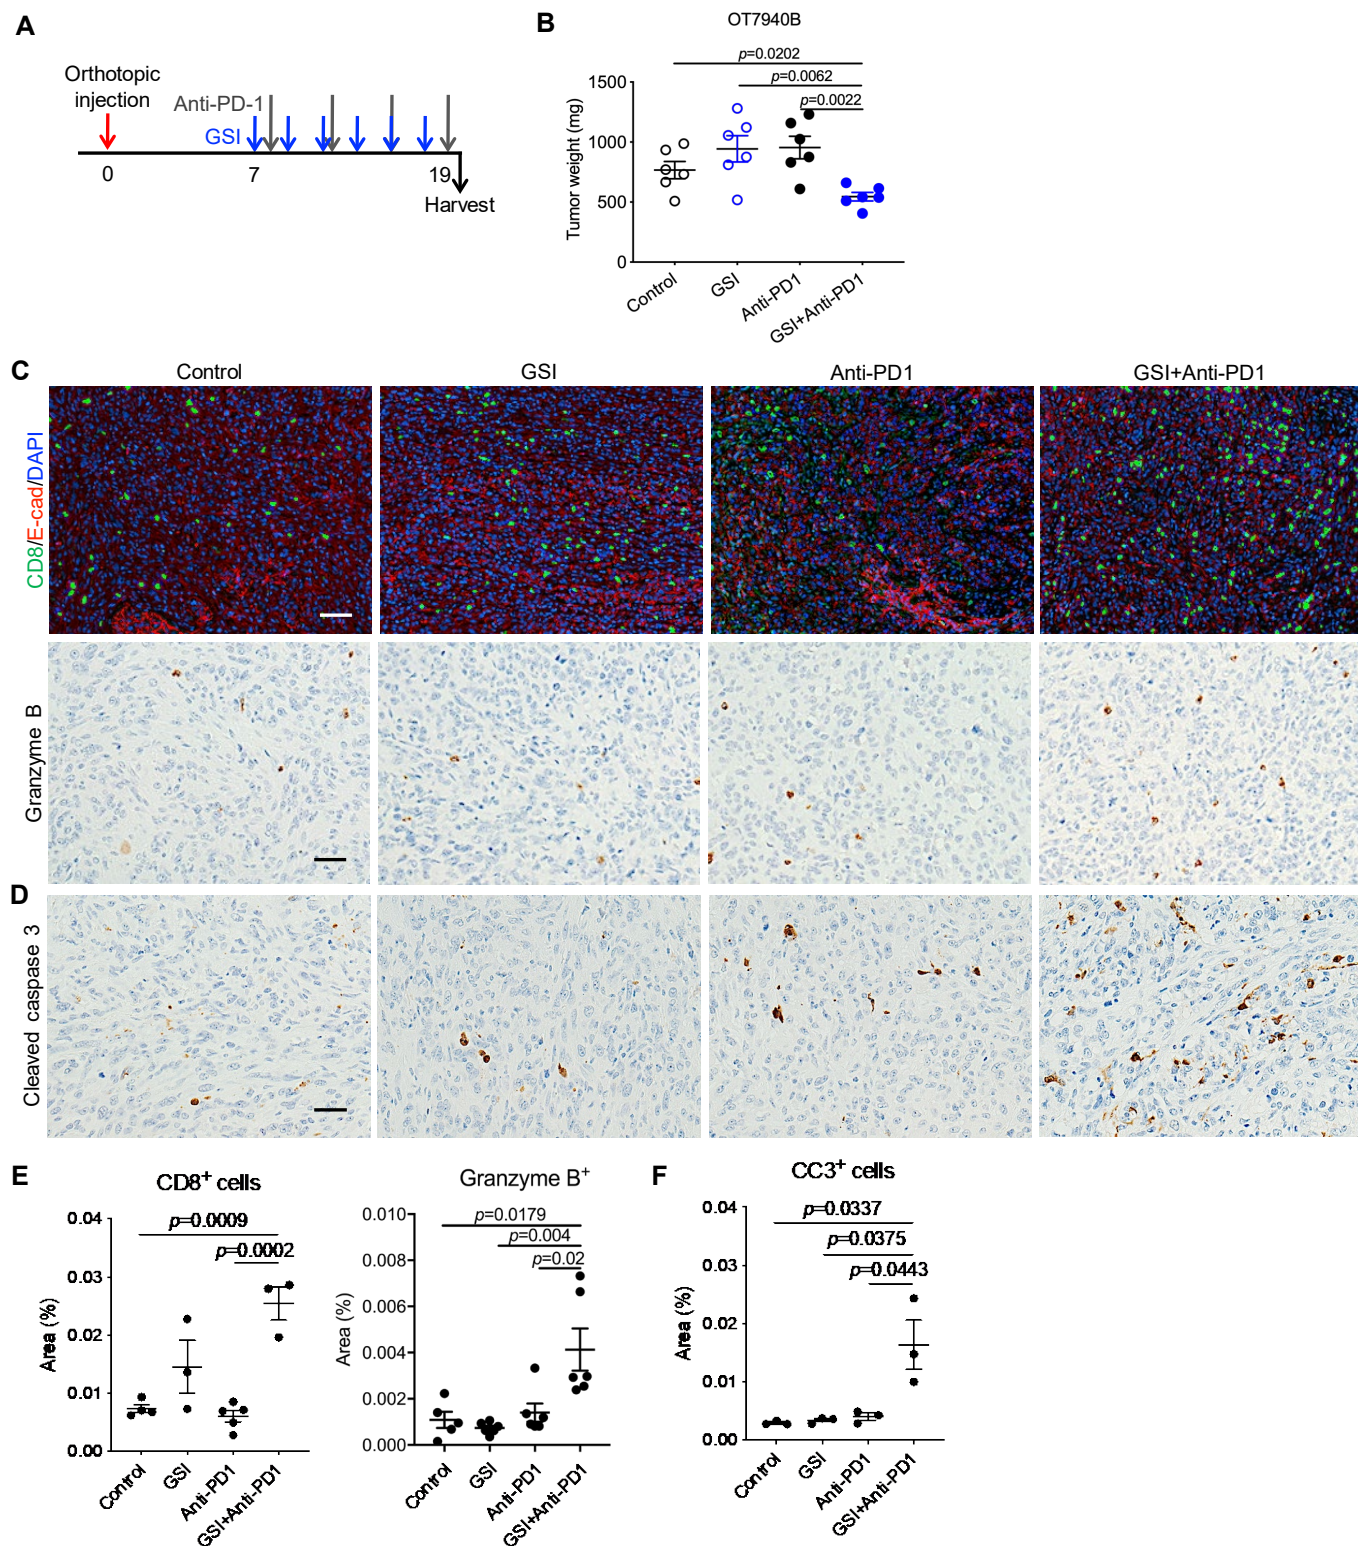 A
Orthotopic
injection
Anti-PD-1
GSI
0
7
19
Harvest
B
OT7940B
p=0.0202
p=0.0062
p=0.0022
Tumor weight (mg)
1500
1000
500
0
Control
GSI
Anti-PD1
GSI+Anti-PD1
C
Control
GSI
Anti-PD1
GSI+Anti-PD1
CD8/E-cad/DAPI
Granzyme B
D
Cleaved caspase 3
E
CD8+ cells
p=0.0009
p=0.0002
Area (%)
0.04
0.03
0.02
0.01
0.00
Control
GSI
Anti-PD1
GSI+Anti-PD1
Granzyme B+
p=0.0179
p=0.004
p=0.02
Area (%)
0.010
0.008
0.006
0.004
0.002
0.000
Control
GSI
Anti-PD1
GSI+Anti-PD1
F
CC3+ cells
p=0.0337
p=0.0375
p=0.0443
Area (%)
0.04
0.03
0.02
0.01
0.00
Control
GSI
Anti-PD1
GSI+Anti-PD1